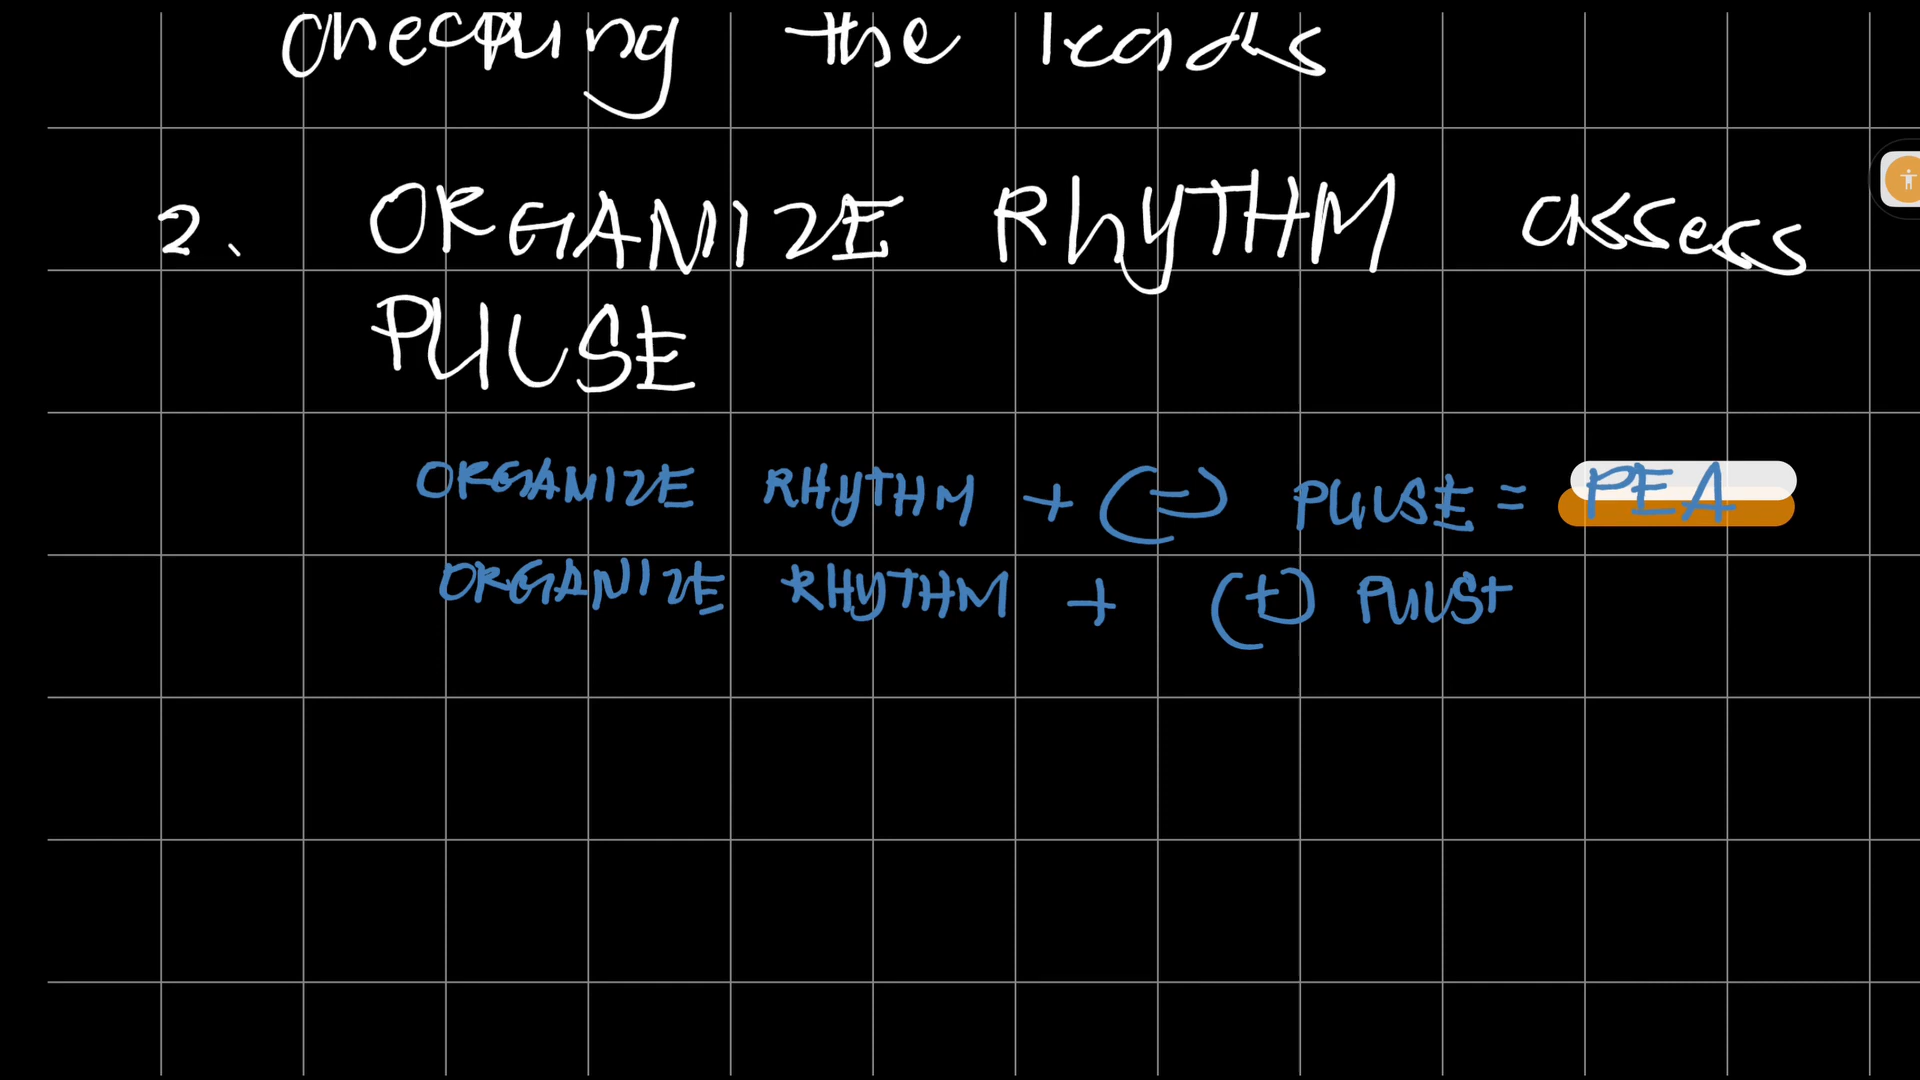 checking the leads
2. ORGANIZE RHYTHM assess
PULSE
ORGANIZE RHYTHM + (-) PULSE = PEA
ORGANIZE RHYTHM + (+) PULSE